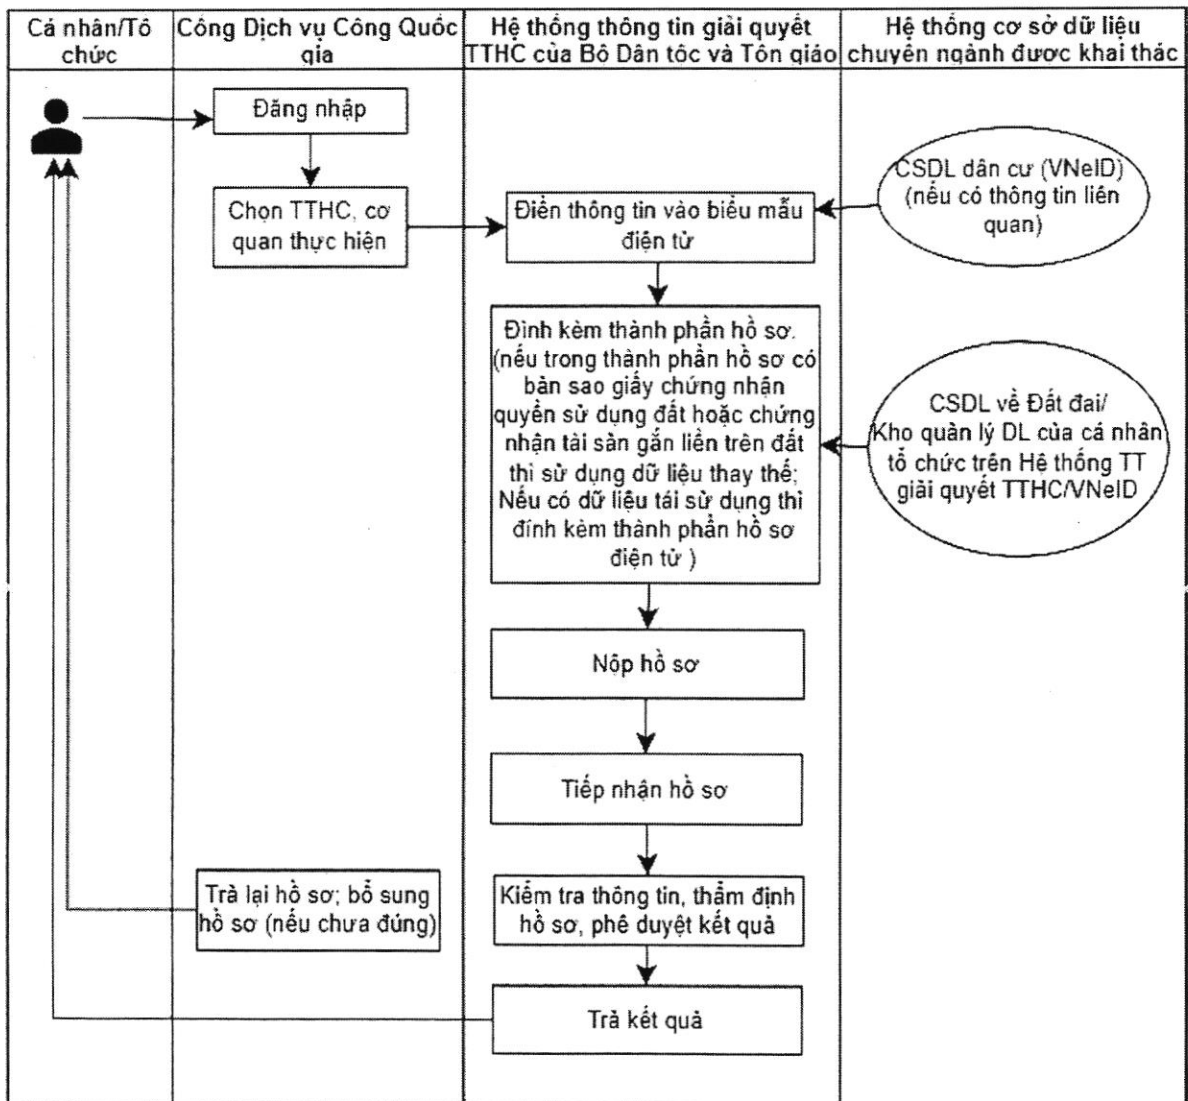 Cá nhân/Tổ
chức
Cổng Dịch vụ Công Quốc
gia
Hệ thống thông tin giải quyết
TTHC của Bộ Dân tộc và Tôn giáo
Hệ thống cơ sở dữ liệu
chuyên ngành được khai thác
Đăng nhập
CSDL dân cư (VNeID)
(nếu có thông tin liên
quan)
Chọn TTHC, cơ
quan thực hiện
Điền thông tin vào biểu mẫu
điện tử
Đính kèm thành phần hồ sơ.
(nếu trong thành phần hồ sơ có
bản sao giấy chứng nhận
quyền sử dụng đất hoặc chứng
nhận tài sản gắn liền trên đất
thì sử dụng dữ liệu thay thế;
Nếu có dữ liệu tái sử dụng thì
đính kèm thành phần hồ sơ
điện tử )
CSDL về Đất đai/
Kho quản lý DL của cá nhân
tổ chức trên Hệ thống TT
giải quyết TTHC/VNeID
Nộp hồ sơ
Tiếp nhận hồ sơ
Trả lại hồ sơ; bổ sung
hồ sơ (nếu chưa đúng)
Kiểm tra thông tin, thẩm định
hồ sơ, phê duyệt kết quả
Trả kết quả